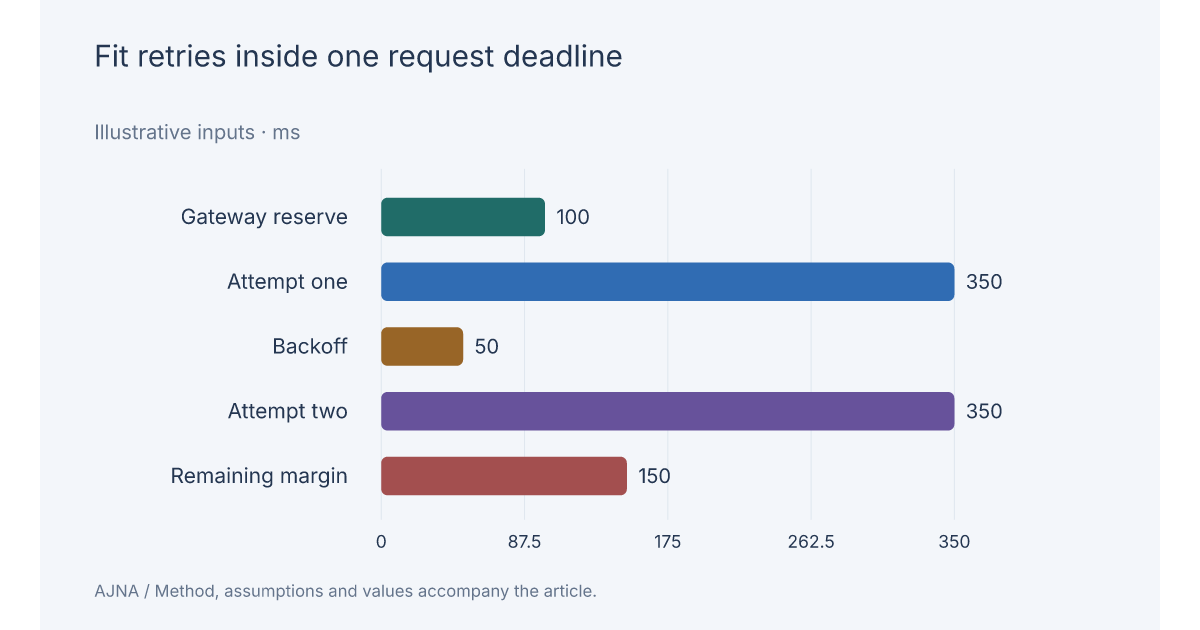 Fit retries inside one request deadline
Illustrative inputs · ms
Gateway reserve 100
Attempt one 350
Backoff 50
Attempt two 350
Remaining margin 150
0 87.5 175 262.5 350
AJNA / Method, assumptions and values accompany the article.